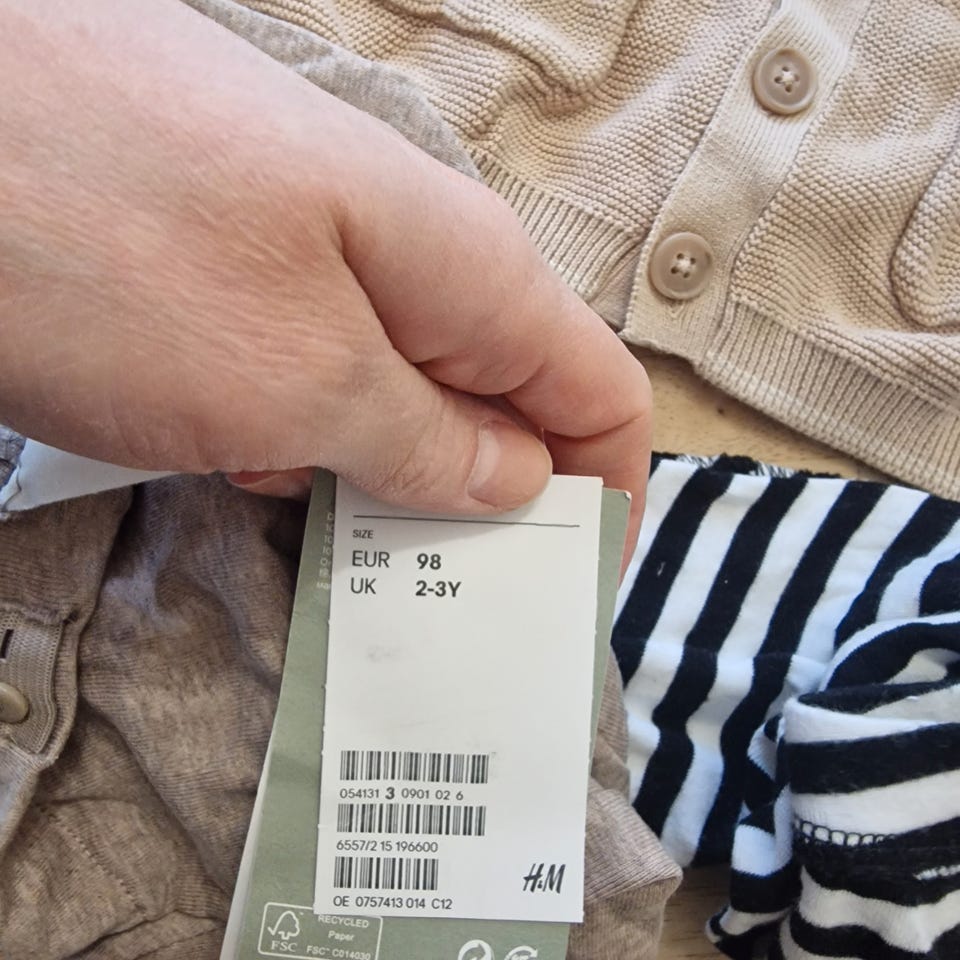 SIZE
EUR 98
UK 2-3Y
054131 3 0901 02 6
6557/2 15 196600
H&M
OE 0757413 014 C12
RECYCLED
Paper
FSC
FSC™ C014030